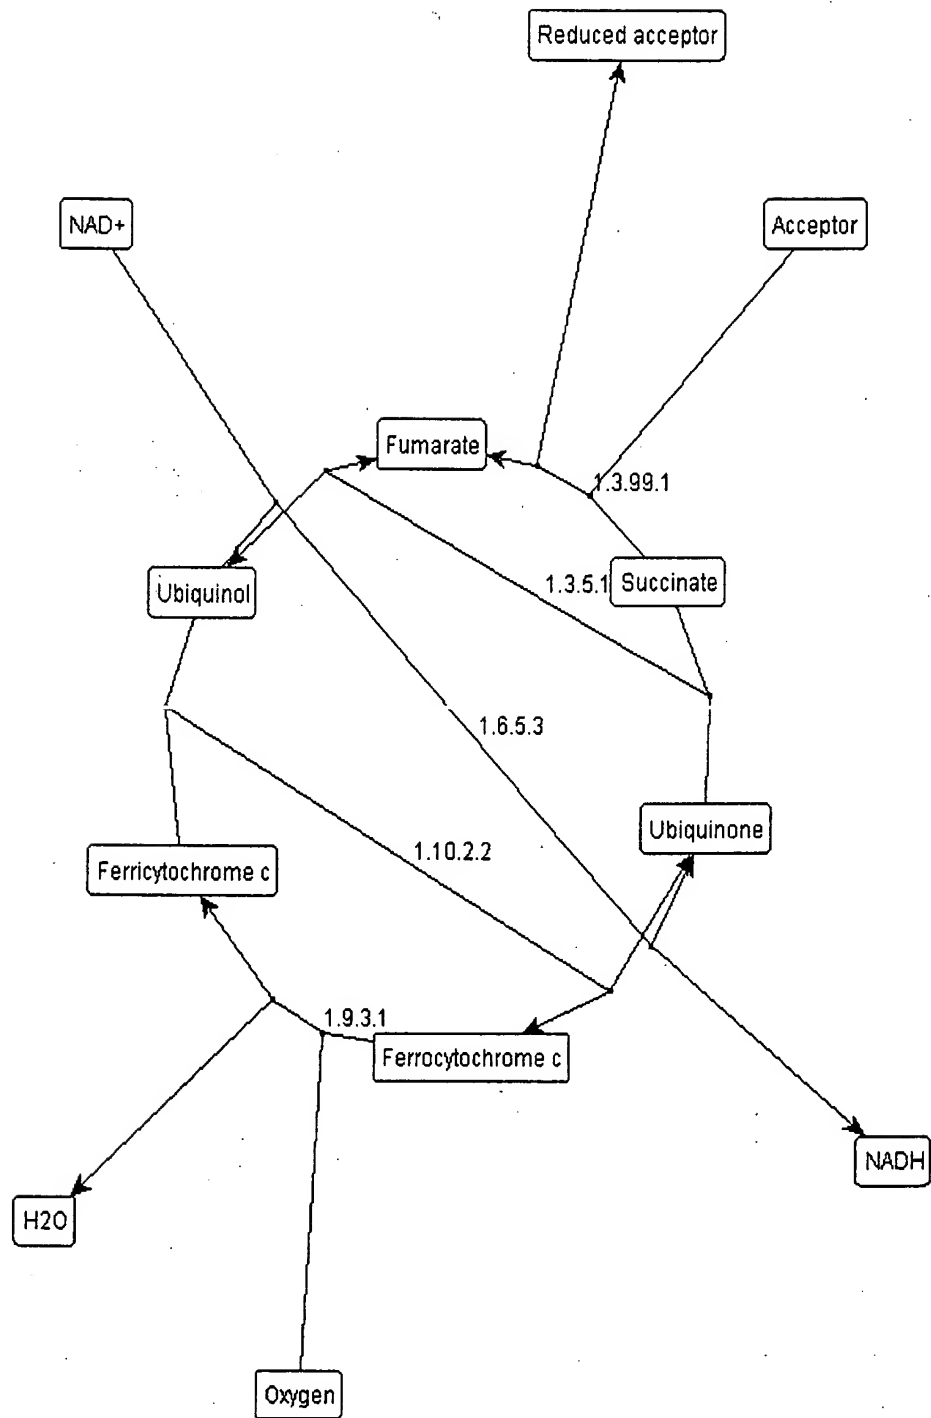 Reduced acceptor
NAD+
Acceptor
Fumarate
1.3.99.1
Ubiquinol
1.3.5.1
Succinate
1.6.5.3
Ubiquinone
1.10.2.2
Ferricytochrome c
1.9.3.1
Ferrocytochrome c
NADH
H2O
Oxygen